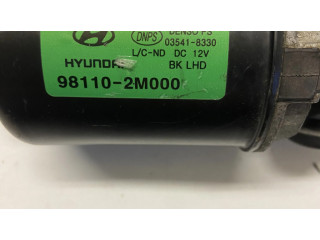 DENSO PS
DNPS 03541-8330
L/C-ND DC 12V
HYUNDAI BK LHD
98110-2M000